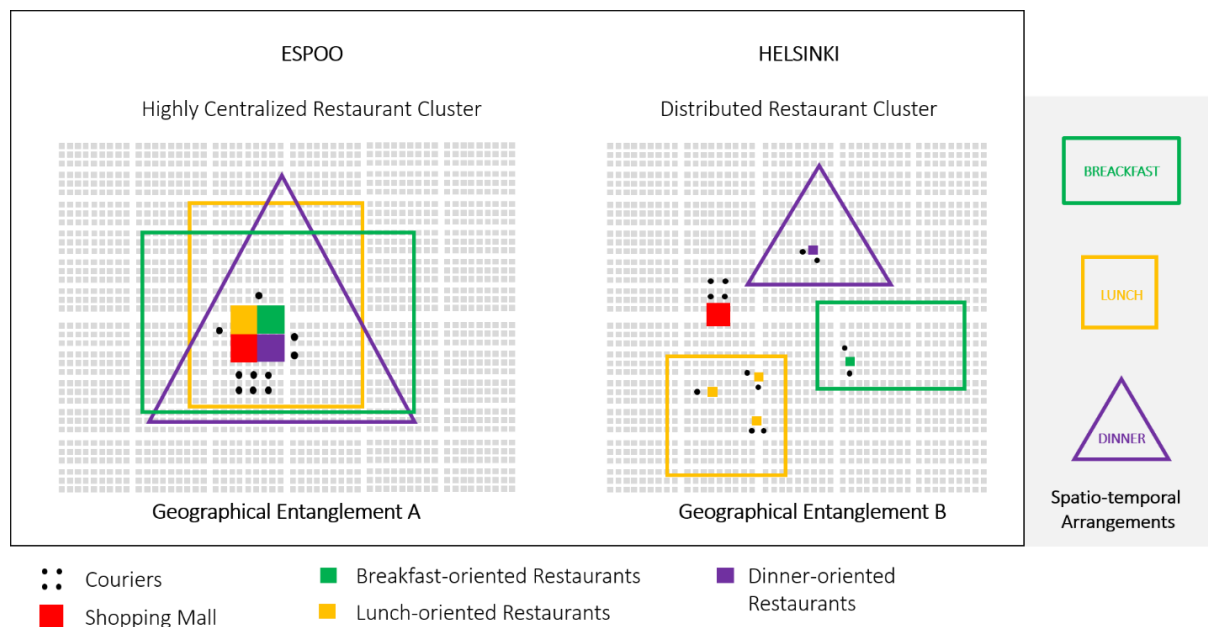 ESPOO
Highly Centralized Restaurant Cluster
Geographical Entanglement A
HELSINKI
Distributed Restaurant Cluster
Geographical Entanglement B
BREACKFAST
LUNCH
DINNER
Spatio-temporal
Arrangements
Couriers
Shopping Mall
Breakfast-oriented Restaurants
Lunch-oriented Restaurants
Dinner-oriented
Restaurants